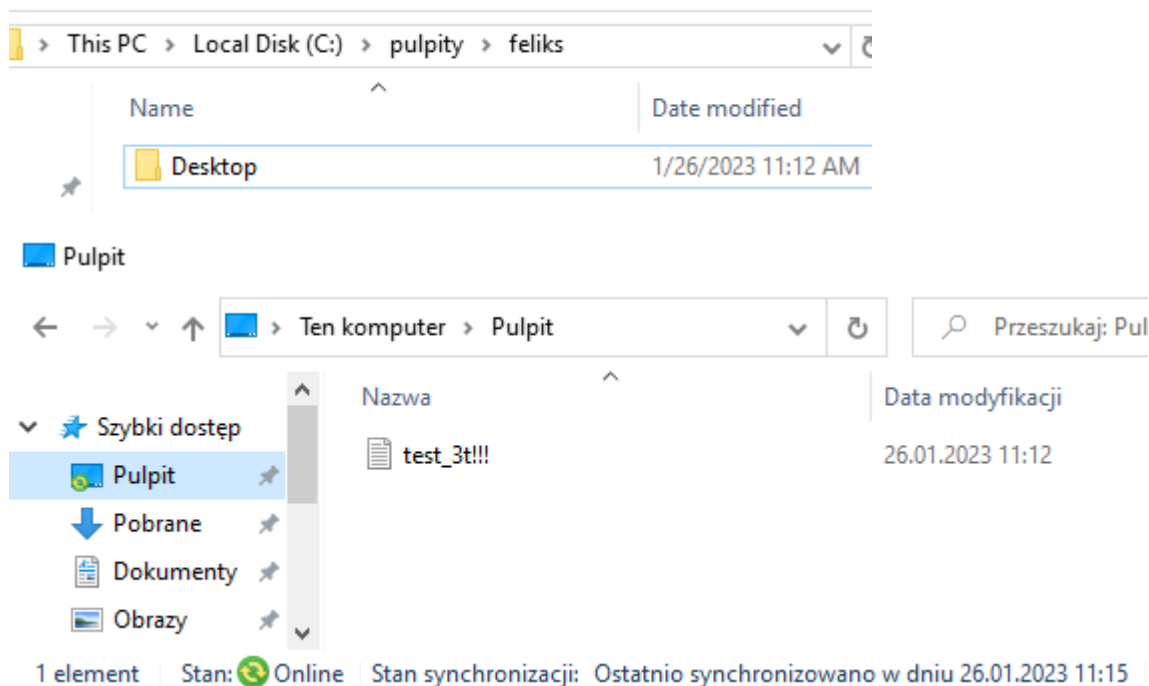 > This PC > Local Disk (C:) > pulpity > feliks
Name Date modified
Desktop 1/26/2023 11:12 AM
Pulpit
> Ten komputer > Pulpit Przeszukaj: Pul
Nazwa Data modyfikacji
Szybki dostęp
test_3t!!! 26.01.2023 11:12
Pulpit
Pobrane
Dokumenty
Obrazy
1 element Stan: Online Stan synchronizacji: Ostatnio synchronizowano w dniu 26.01.2023 11:15